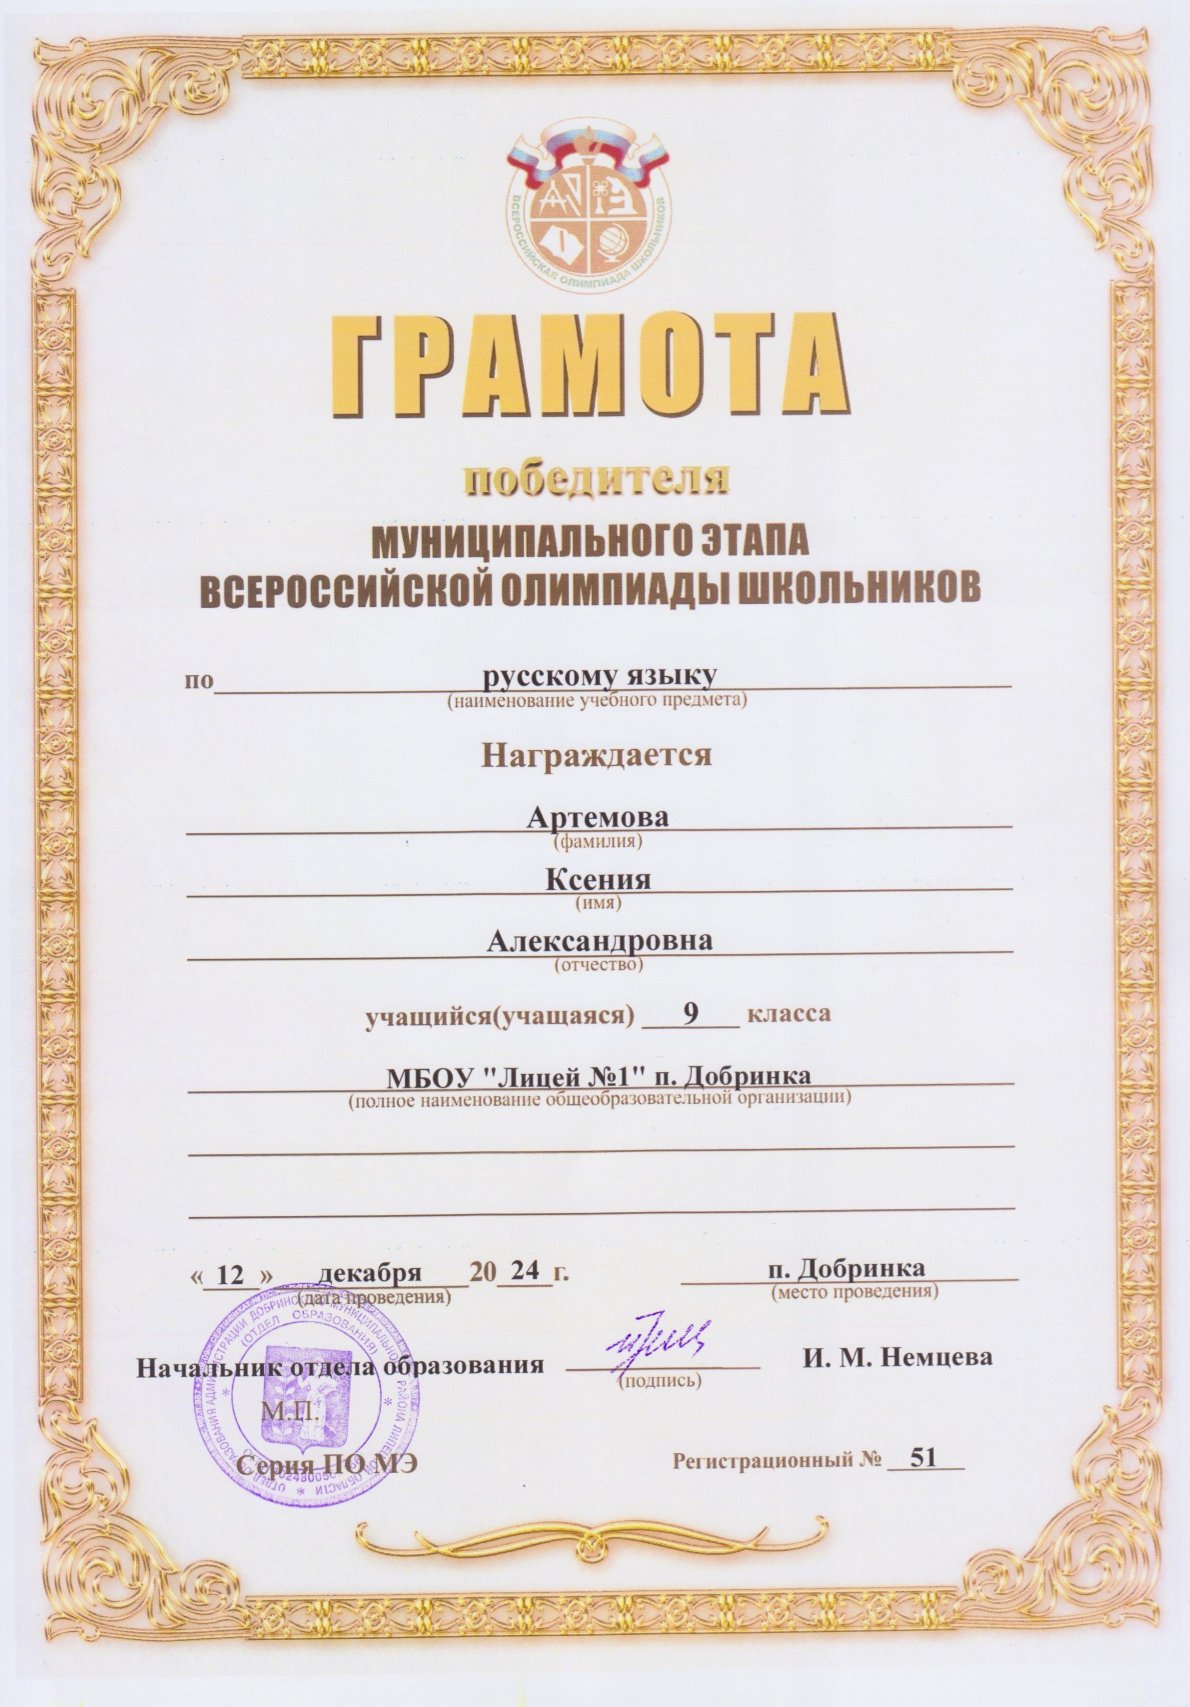 ВСЕРОССИЙСКАЯ ОЛИМПИАДА ШКОЛЬНИКОВ
ГРАМОТА
победителя
МУНИЦИПАЛЬНОГО ЭТАПА
ВСЕРОССИЙСКОЙ ОЛИМПИАДЫ ШКОЛЬНИКОВ
по русскому языку
(наименование учебного предмета)
Награждается
Артемова
(фамилия)
Ксения
(имя)
Александровна
(отчество)
учащийся(учащаяся) 9 класса
МБОУ "Лицей №1" п. Добринка
(полное наименование общеобразовательной организации)
« 12 » декабря 20 24 г. п. Добринка
(дата проведения) (место проведения)
Начальник отдела образования И. М. Немцева
(подпись)
М.П.
Серия ПО МЭ Регистрационный № 51
(ОТДЕЛ ОБРАЗОВАНИЯ)